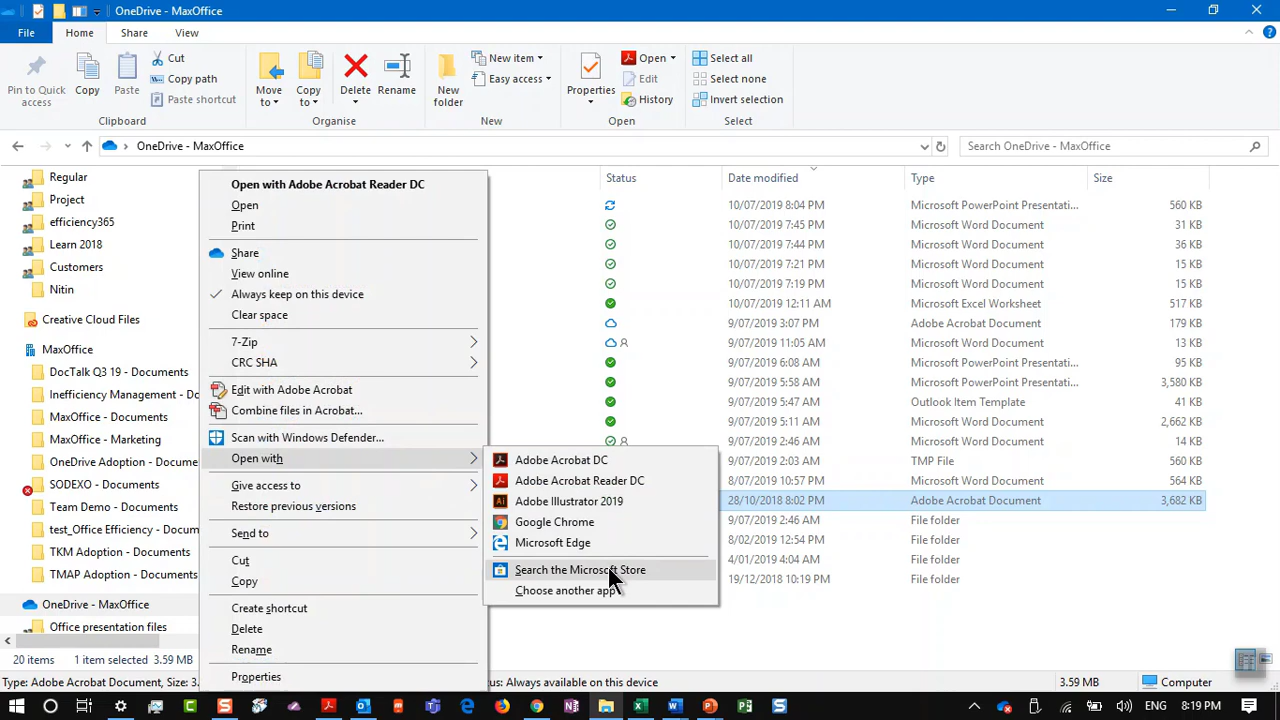 OneDrive - MaxOffice
File
Home
Share
View
Pin to Quick access
Copy
Paste
Cut
Copy path
Paste shortcut
Clipboard
Move to
Copy to
Delete
Rename
Organise
New folder
New item
Easy access
New
Properties
Open
Edit
History
Open
Select all
Select none
Invert selection
Select
OneDrive - MaxOffice
Search OneDrive - MaxOffice
Regular
Project
efficiency365
Learn 2018
Customers
Nitin
Creative Cloud Files
MaxOffice
DocTalk Q3 19 - Documents
Inefficiency Management - Do
MaxOffice - Documents
MaxOffice - Marketing
OneDrive Adoption - Documents
SODEXO - Documents
Team Demo - Documents
test_Office Efficiency - Document
TKM Adoption - Documents
TMAP Adoption - Documents
OneDrive - MaxOffice
Office presentation files
Open with Adobe Acrobat Reader DC
Open
Print
Share
View online
Always keep on this device
Clear space
7-Zip
CRC SHA
Edit with Adobe Acrobat
Combine files in Acrobat...
Scan with Windows Defender...
Open with
Give access to
Restore previous versions
Send to
Cut
Copy
Create shortcut
Delete
Rename
Properties
Adobe Acrobat DC
Adobe Acrobat Reader DC
Adobe Illustrator 2019
Google Chrome
Microsoft Edge
Search the Microsoft Store
Choose another app
Status Date modified Type Size
10/07/2019 8:04 PM Microsoft PowerPoint Presentati... 560 KB
10/07/2019 7:45 PM Microsoft Word Document 31 KB
10/07/2019 7:44 PM Microsoft Word Document 36 KB
10/07/2019 7:21 PM Microsoft Word Document 15 KB
10/07/2019 7:19 PM Microsoft Word Document 15 KB
10/07/2019 12:11 AM Microsoft Excel Worksheet 517 KB
9/07/2019 3:07 PM Adobe Acrobat Document 179 KB
9/07/2019 11:05 AM Microsoft Word Document 13 KB
9/07/2019 6:08 AM Microsoft PowerPoint Presentati... 95 KB
9/07/2019 5:58 AM Microsoft PowerPoint Presentati... 3,580 KB
9/07/2019 5:47 AM Outlook Item Template 41 KB
9/07/2019 5:11 AM Microsoft Word Document 2,662 KB
9/07/2019 2:46 AM Microsoft Word Document 14 KB
9/07/2019 2:03 AM TMP File 560 KB
8/07/2019 10:57 PM Microsoft Word Document 564 KB
28/10/2018 8:02 PM Adobe Acrobat Document 3,682 KB
9/07/2019 2:46 AM File folder
8/02/2019 12:54 PM File folder
4/01/2019 4:04 AM File folder
19/12/2018 10:19 PM File folder
20 items 1 item selected 3.59 MB
Type: Adobe Acrobat Document, Size: 3. us: Always available on this device 3.59 MB Computer
8:19 PM